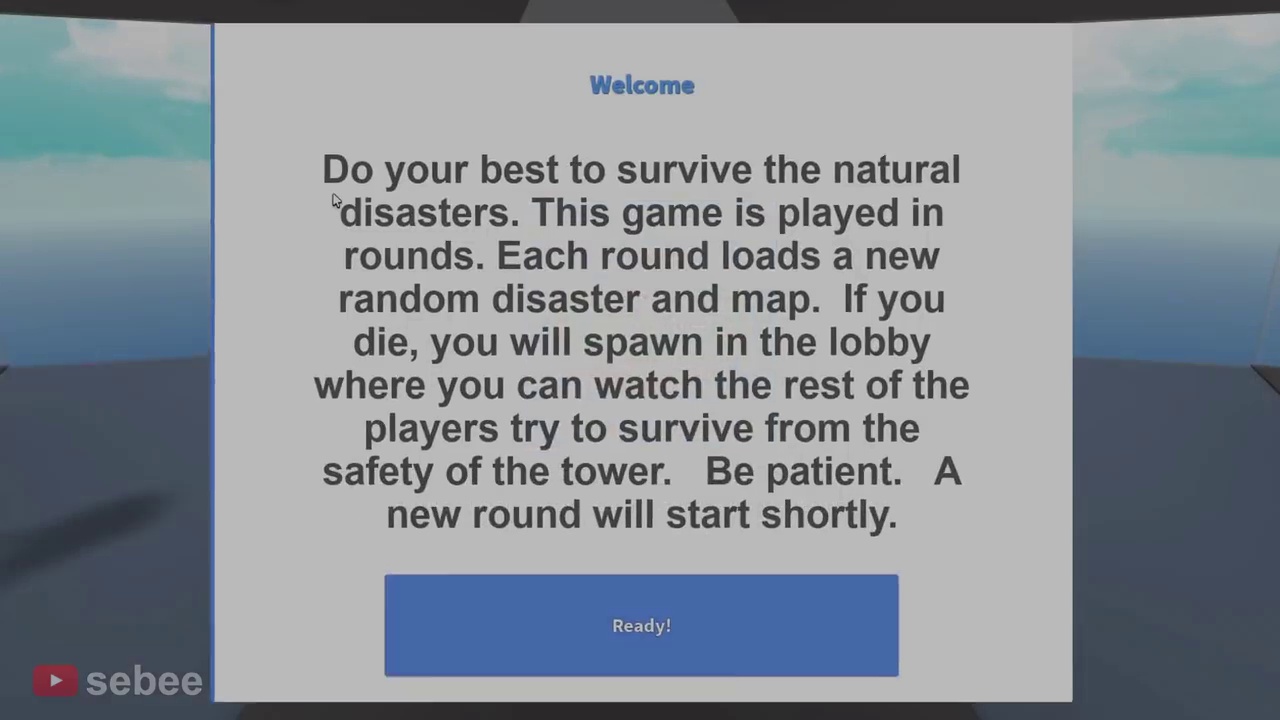 Welcome
Do your best to survive the natural
disasters. This game is played in
rounds. Each round loads a new
random disaster and map.  If you
die, you will spawn in the lobby
where you can watch the rest of the
players try to survive from the
safety of the tower.   Be patient.   A
new round will start shortly.
Ready!
sebee